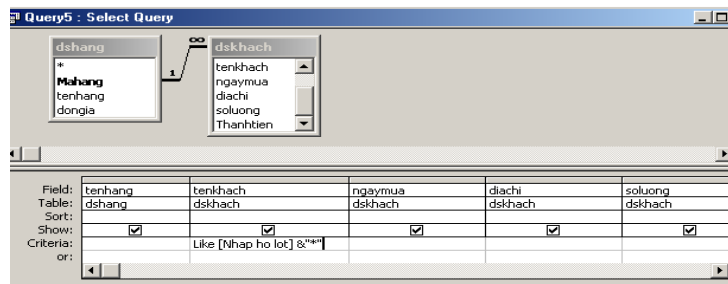 Query5 : Select Query
dshang
*
Mahang
tenhang
dongia
1
∞
dskhach
tenkhach
ngaymua
diachi
soluong
Thanhtien
Field: tenhang tenkhach ngaymua diachi soluong
Table: dshang dskhach dskhach dskhach dskhach
Sort:
Show:
Criteria: Like [Nhap ho lot] &"*"
or: